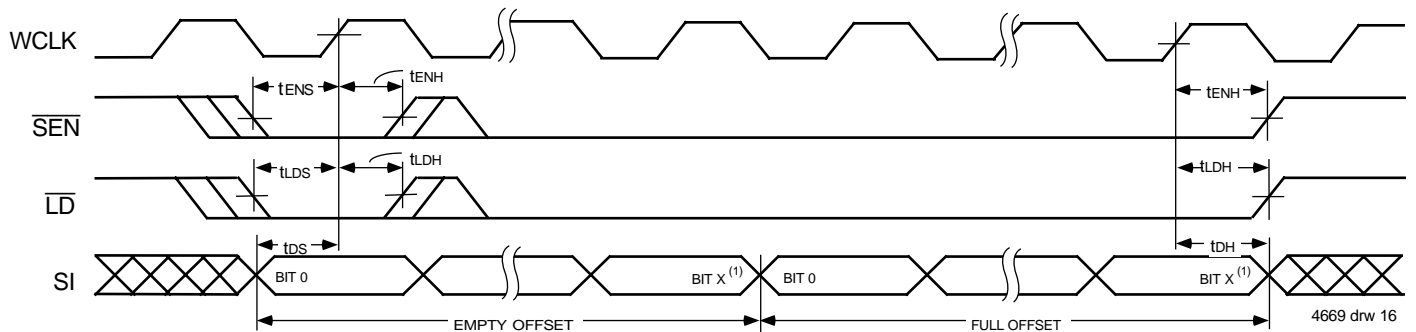 WCLK
tENS
tENH
tENH
SEN
tLDS
tLDH
tLDH
LD
tDS
tDH
SI
BIT 0
BIT X (1)
BIT 0
BIT X (1)
EMPTY OFFSET
FULL OFFSET
4669 drw 16